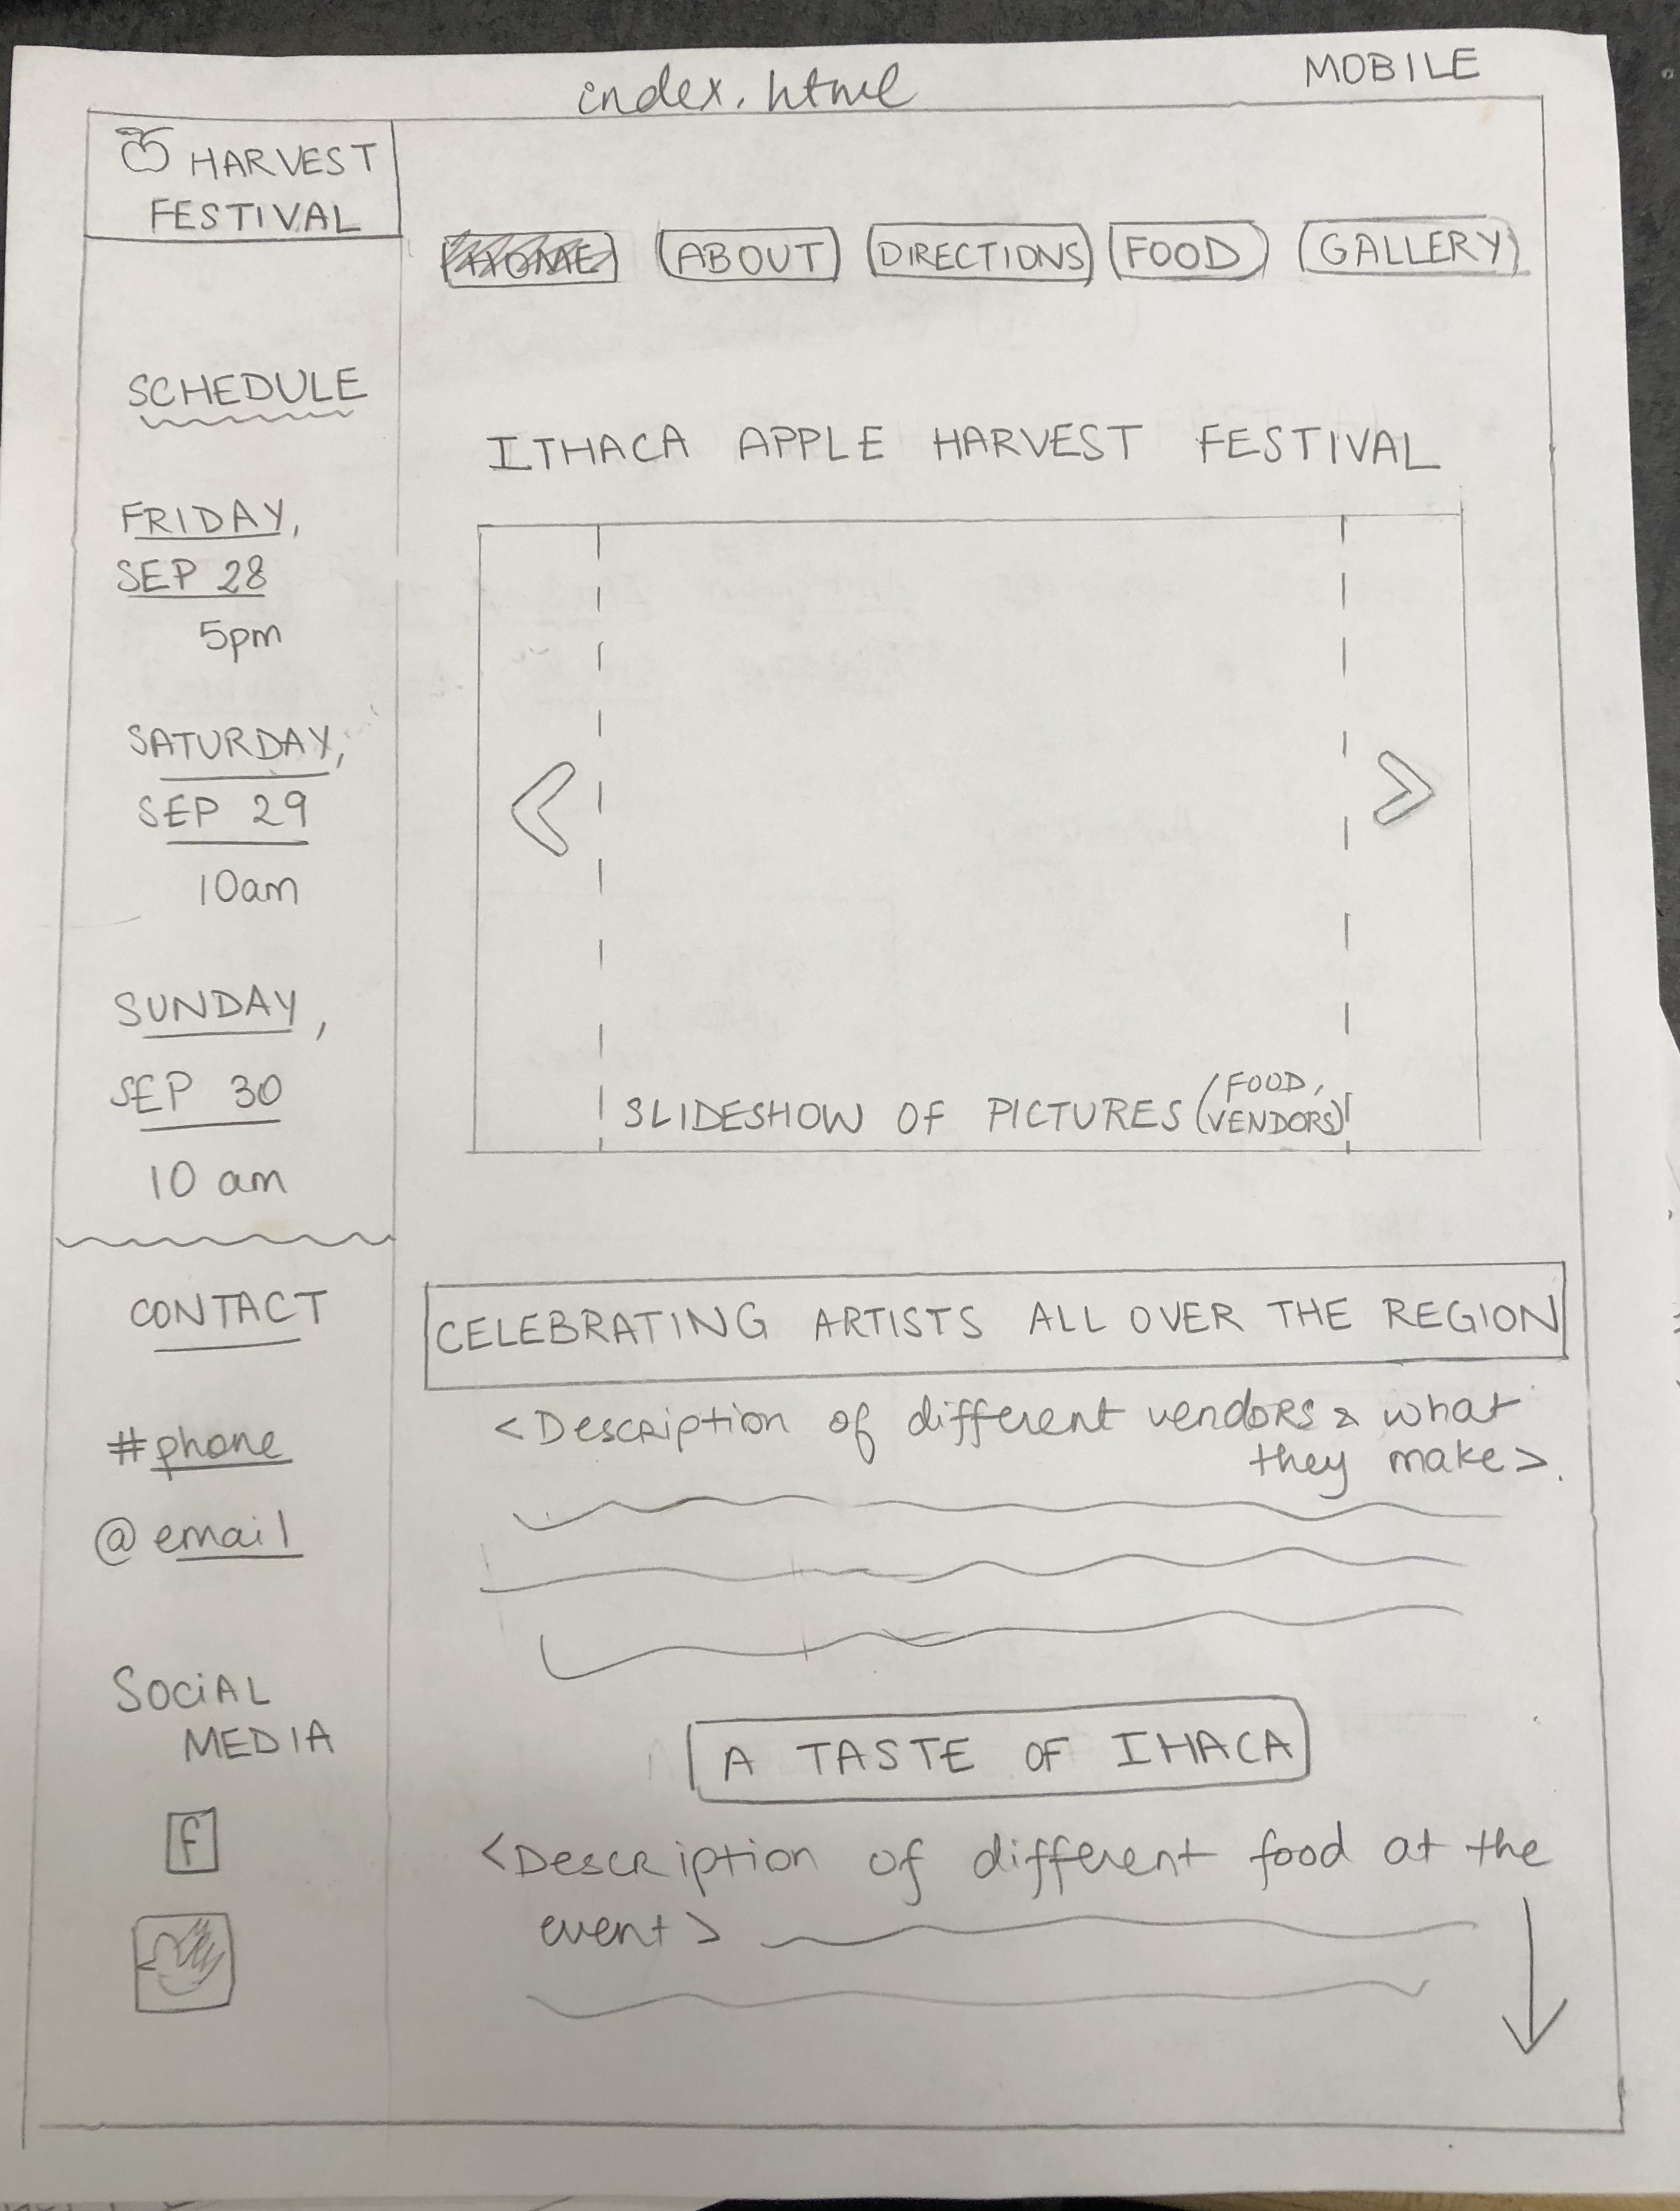 index.html
MOBILE
HARVEST
FESTIVAL
HOME ABOUT DIRECTIONS FOOD GALLERY
SCHEDULE
FRIDAY,
SEP 28
5pm
SATURDAY,
SEP 29
10am
SUNDAY,
SEP 30
10 am
CONTACT
#phone
@email
SOCIAL
MEDIA
f
ITHACA APPLE HARVEST FESTIVAL
<
>
SLIDESHOW OF PICTURES (FOOD,
VENDORS)
CELEBRATING ARTISTS ALL OVER THE REGION
<Description of different vendors & what
they make>.
A TASTE OF IHACA
<Description of different food at the
event>